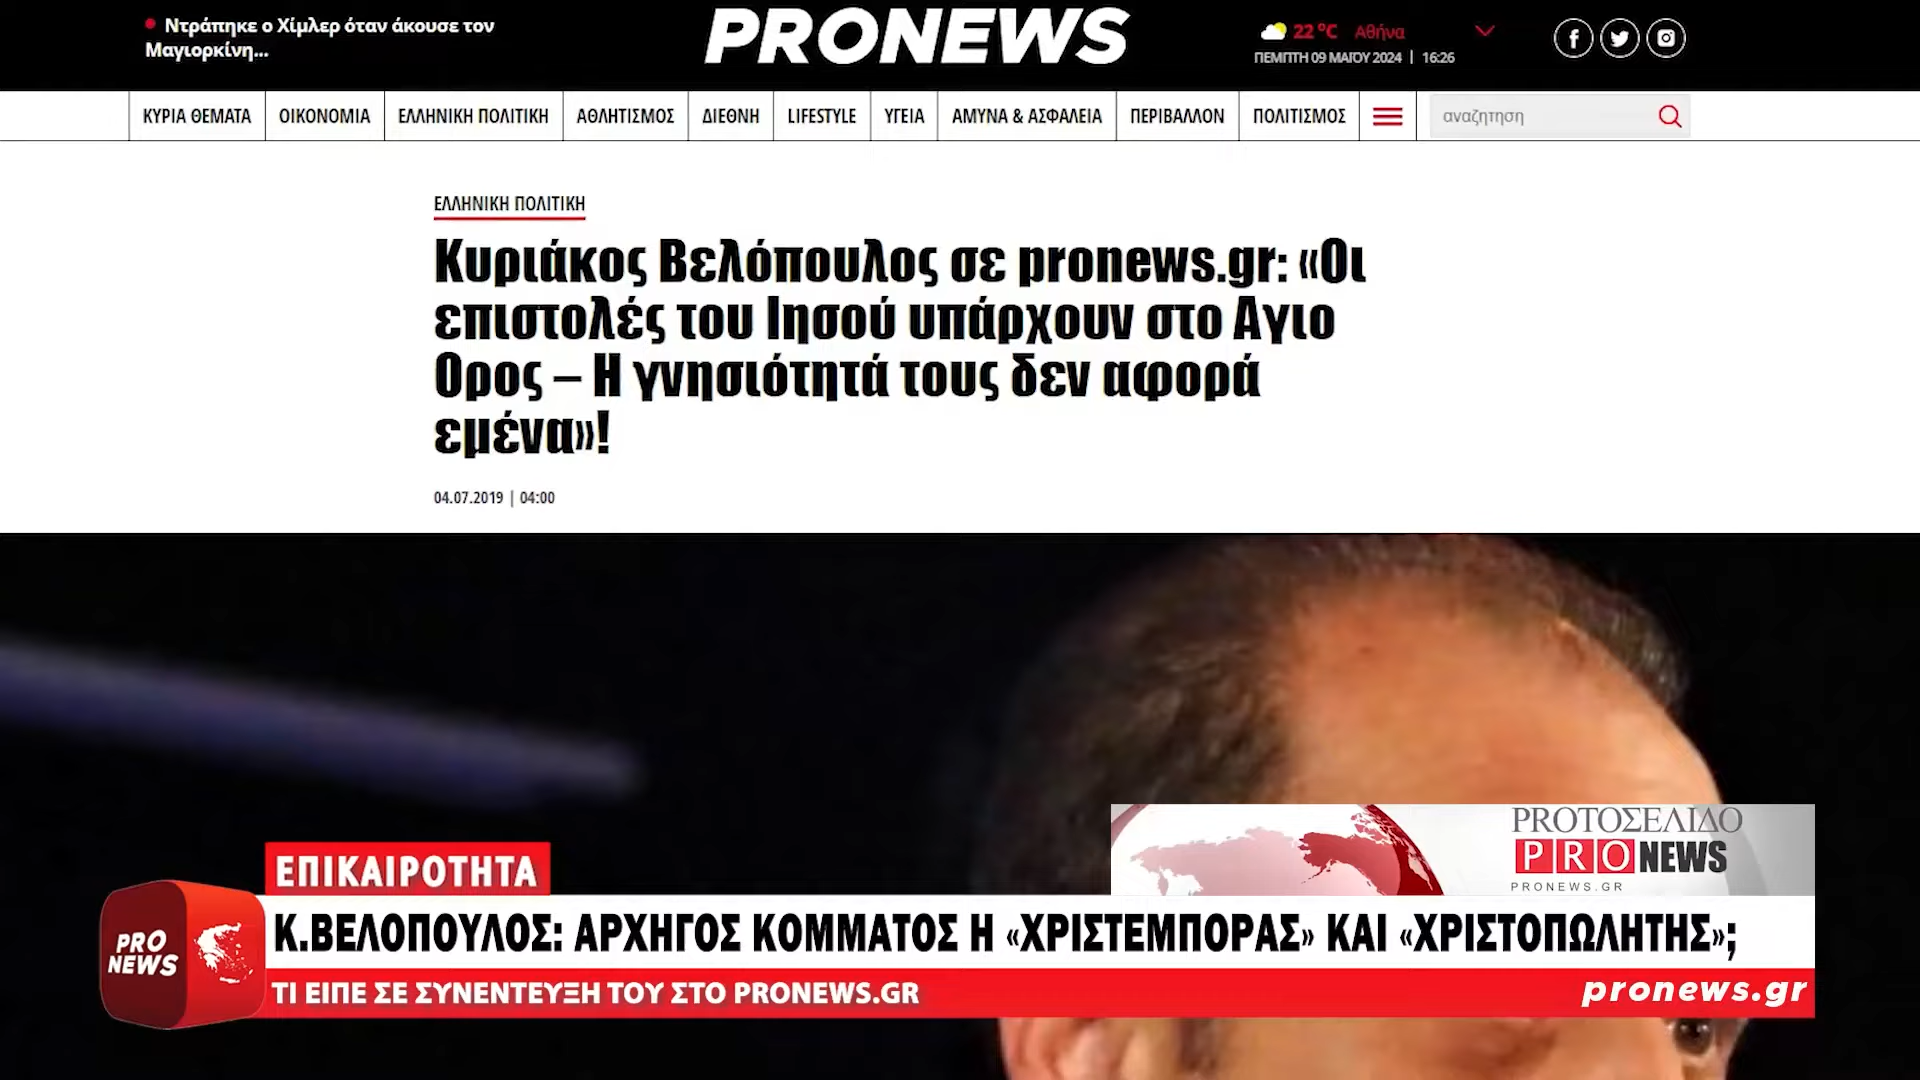 Ντράπηκε ο Χίμλερ όταν άκουσε τον
Μαγιορκίνη...
PRONEWS
22 °C Αθήνα
ΠΕΜΠΤΗ 09 ΜΑΪΟΥ 2024 | 16:26
ΚΥΡΙΑ ΘΕΜΑΤΑ ΟΙΚΟΝΟΜΙΑ ΕΛΛΗΝΙΚΗ ΠΟΛΙΤΙΚΗ ΑΘΛΗΤΙΣΜΟΣ ΔΙΕΘΝΗ LIFESTYLE ΥΓΕΙΑ ΑΜΥΝΑ & ΑΣΦΑΛΕΙΑ ΠΕΡΙΒΑΛΛΟΝ ΠΟΛΙΤΙΣΜΟΣ αναζητηση
ΕΛΛΗΝΙΚΗ ΠΟΛΙΤΙΚΗ
Κυριάκος Βελόπουλος σε pronews.gr: «Οι
επιστολές του Ιησού υπάρχουν στο Αγιο
Ορος – Η γνησιότητά τους δεν αφορά
εμένα»!
04.07.2019 | 04:00
PROTOΣΕΛΙΔΟ
PRONEWS
PRONEWS.GR
ΕΠΙΚΑΙΡΟΤΗΤΑ
PRO
NEWS
Κ.ΒΕΛΟΠΟΥΛΟΣ: ΑΡΧΗΓΟΣ ΚΟΜΜΑΤΟΣ Η «ΧΡΙΣΤΕΜΠΟΡΑΣ» ΚΑΙ «ΧΡΙΣΤΟΠΩΛΗΤΗΣ»;
ΤΙ ΕΙΠΕ ΣΕ ΣΥΝΕΝΤΕΥΞΗ ΤΟΥ ΣΤΟ PRONEWS.GR
pronews.gr